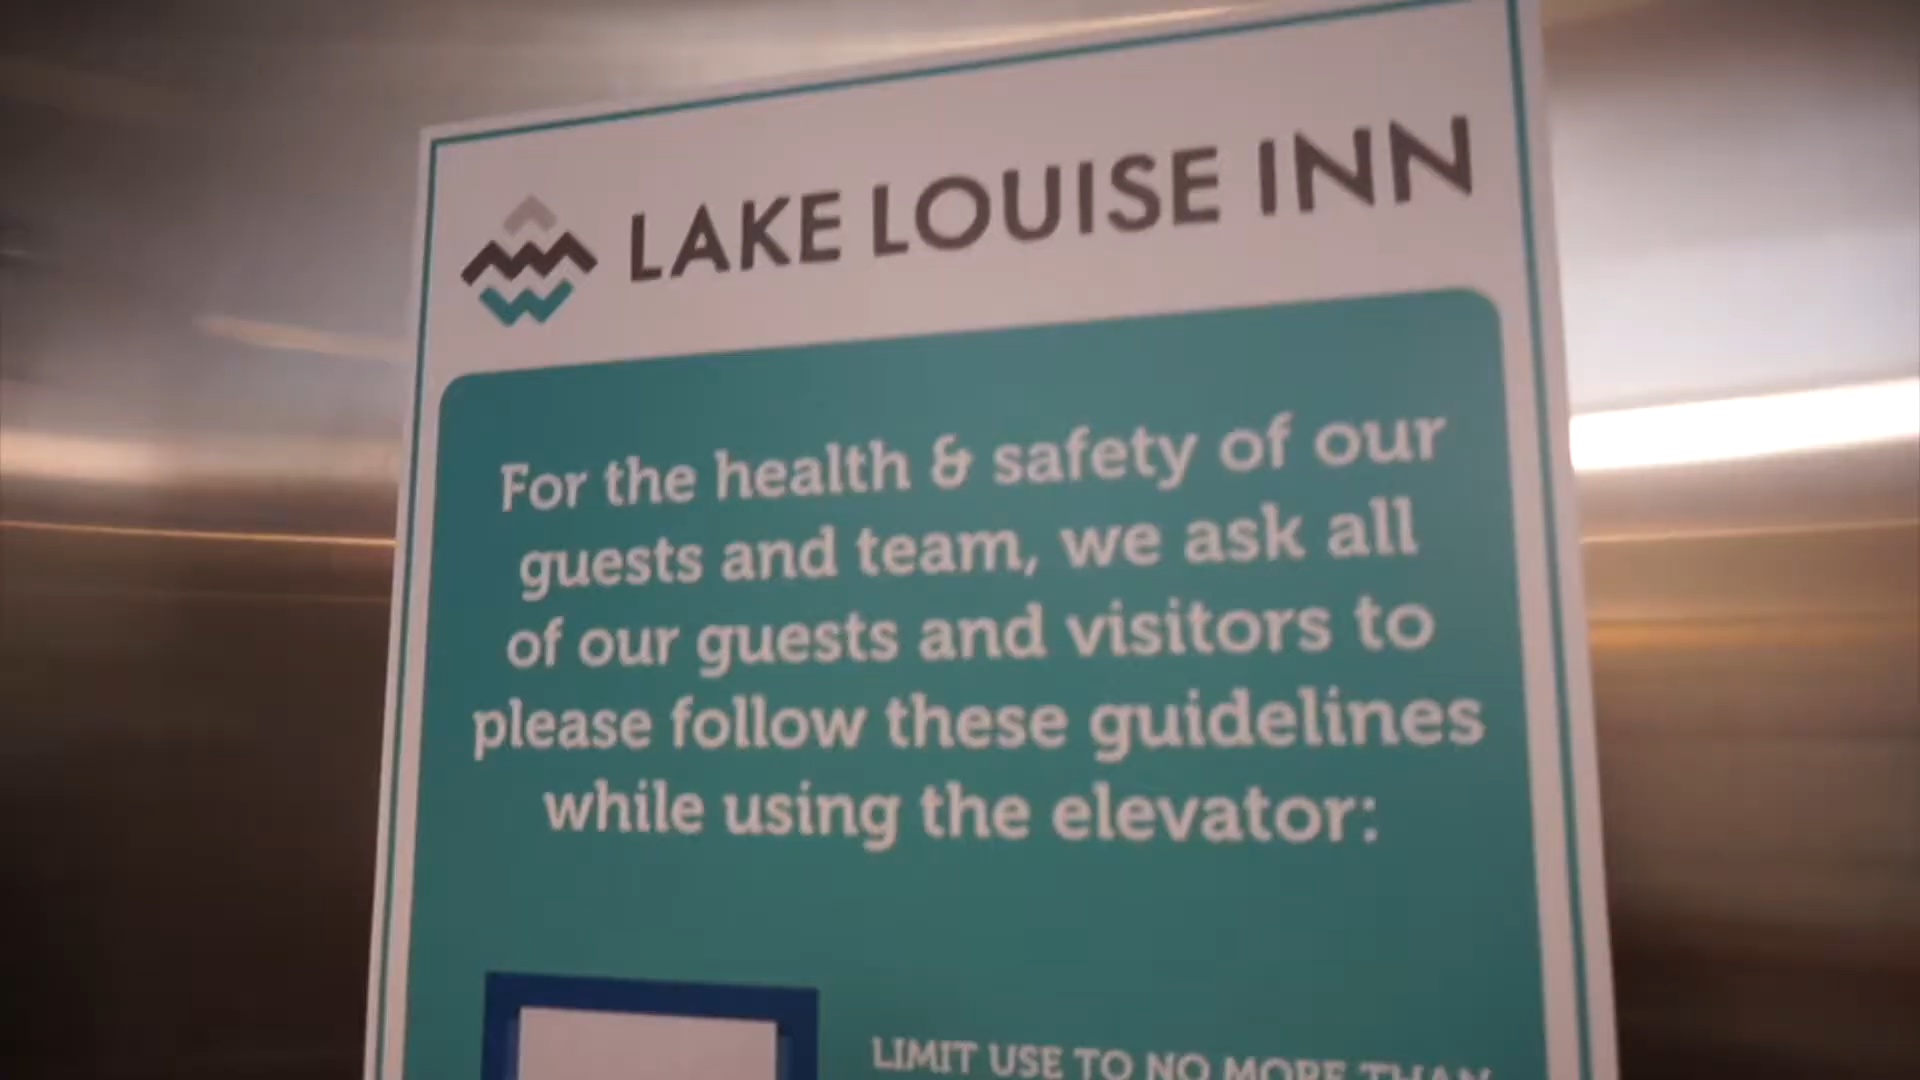 LAKE LOUISE INN
For the health & safety of our
guests and team, we ask all
of our guests and visitors to
please follow these guidelines
while using the elevator:
LIMIT USE TO NO MORE THAN